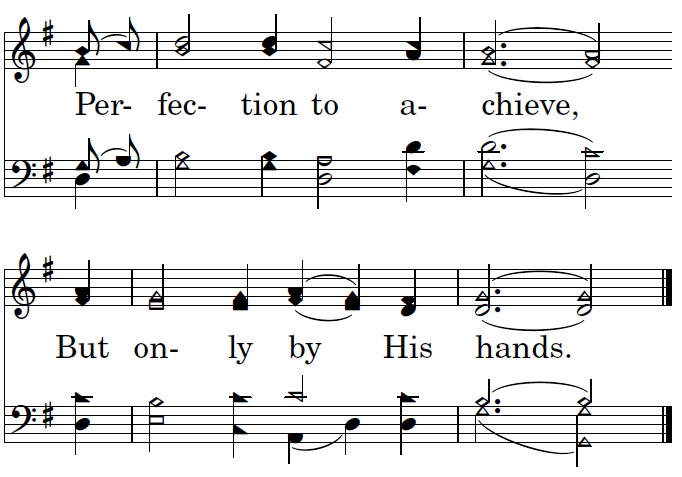 Per- fec- tion to a- chieve,
But on- ly by His hands.